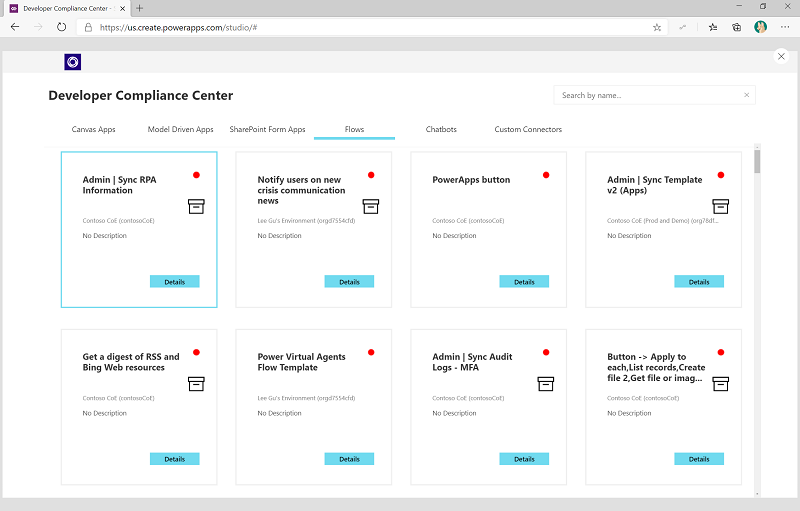 Developer Compliance Center -
https://us.create.powerapps.com/studio/#
Developer Compliance Center
Search by name...
Canvas Apps Model Driven Apps SharePoint Form Apps Flows Chatbots Custom Connectors
Admin | Sync RPA
Information
Contoso CoE (contosoCoE)
No Description
Details
Notify users on new
crisis communication
news
Lee Gu's Environment (orgd7554cfd)
No Description
Details
PowerApps button
Contoso CoE (contosoCoE)
No Description
Details
Admin | Sync Template
v2 (Apps)
Contoso CoE (Prod and Demo) (org78df...
No Description
Details
Get a digest of RSS and
Bing Web resources
Contoso CoE (contosoCoE)
No Description
Details
Power Virtual Agents
Flow Template
Lee Gu's Environment (orgd7554cfd)
No Description
Details
Admin | Sync Audit
Logs - MFA
Contoso CoE (contosoCoE)
No Description
Details
Button -> Apply to
each,List records,Create
file 2,Get file or imag...
Contoso CoE (contosoCoE)
No Description
Details